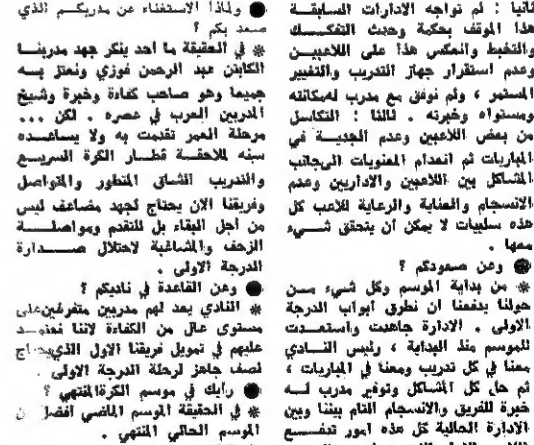 ثانيا : لم تواجه الادارات السابقة
هذا الموقف بحكمة وحدث التفكك
والتخبط وانعكس هذا على اللاعبين
وعدم استقرار جهاز التدريب والتغيير
المستمر ، ولم نوفق مع مدرب لمكانته
ومستواه وخبرته . ثالثا : التكاسل
من بعض اللاعبين وعدم الجدية في
المباريات ثم انعدام المعنويات الىجانب
المشاكل بين اللاعبين والاداريين وعدم
الانسجام والعناية والرعاية للاعب كل
هذه سلبيات لا يمكن أن يتحقق شيء
معها .
● وعن صعودكم ؟
※ من بداية الموسم وكل شيء من
حولنا يدفعنا أن نطرق أبواب الدرجة
الاولى . الادارة جاهدت واستعدت
للموسم منذ البداية ، رئيس النادي
معنا في كل تدريب ومعنا في المباريات ،
ثم حل كل المشاكل وتوفير مدرب له
خبرة للفريق والانسجام التام بيننا وبين
الادارة الحالية كل هذه امور تدفع
● ولماذا الاستغناء عن مدربكم الذي
صعد بكم ؟
※ في الحقيقة ما احد ينكر جهد مدربنا
الكابتن عبد الرحمن فوزي ونعتز به
جميعا وهو صاحب كفاءة وخبرة وشيخ
المدربين العرب في عصره . لكن ...
مرحلة العمر تقدمت به ولا يساعده
سنه لملاحقة قطار الكرة السريع
والتدريب الشاق المتطور والمتواصل
وفريقنا الان يحتاج لجهد مضاعف ليس
من أجل البقاء بل للتقدم ومواصلة
الزحف والمشاغبة لاحتلال صدارة
الدرجة الاولى .
● وعن القاعدة في ناديكم ؟
※ النادي يعد لهم مدربين متفرغين على
مستوى عال من الكفاءة لاننا نعتمد
عليهم في تمويل فريقنا الاول الذي يحتاج
لصف جاهز لرحلة الدرجة الاولى .
● رأيك في موسم الكرة المنتهي ؟
※ في الحقيقة الموسم الماضي افضل من
الموسم الحالي المنتهي .